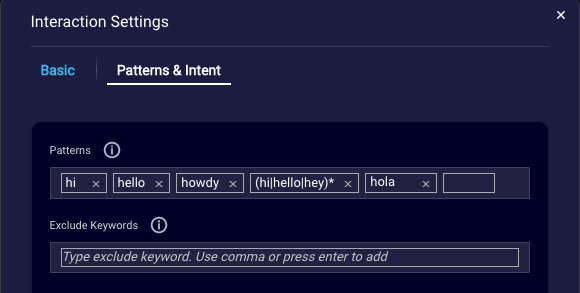 Interaction Settings ×
Basic Patterns & Intent
Patterns i
hi × hello × howdy × (hi|hello|hey)* × hola ×
Exclude Keywords i
Type exclude keyword. Use comma or press enter to add